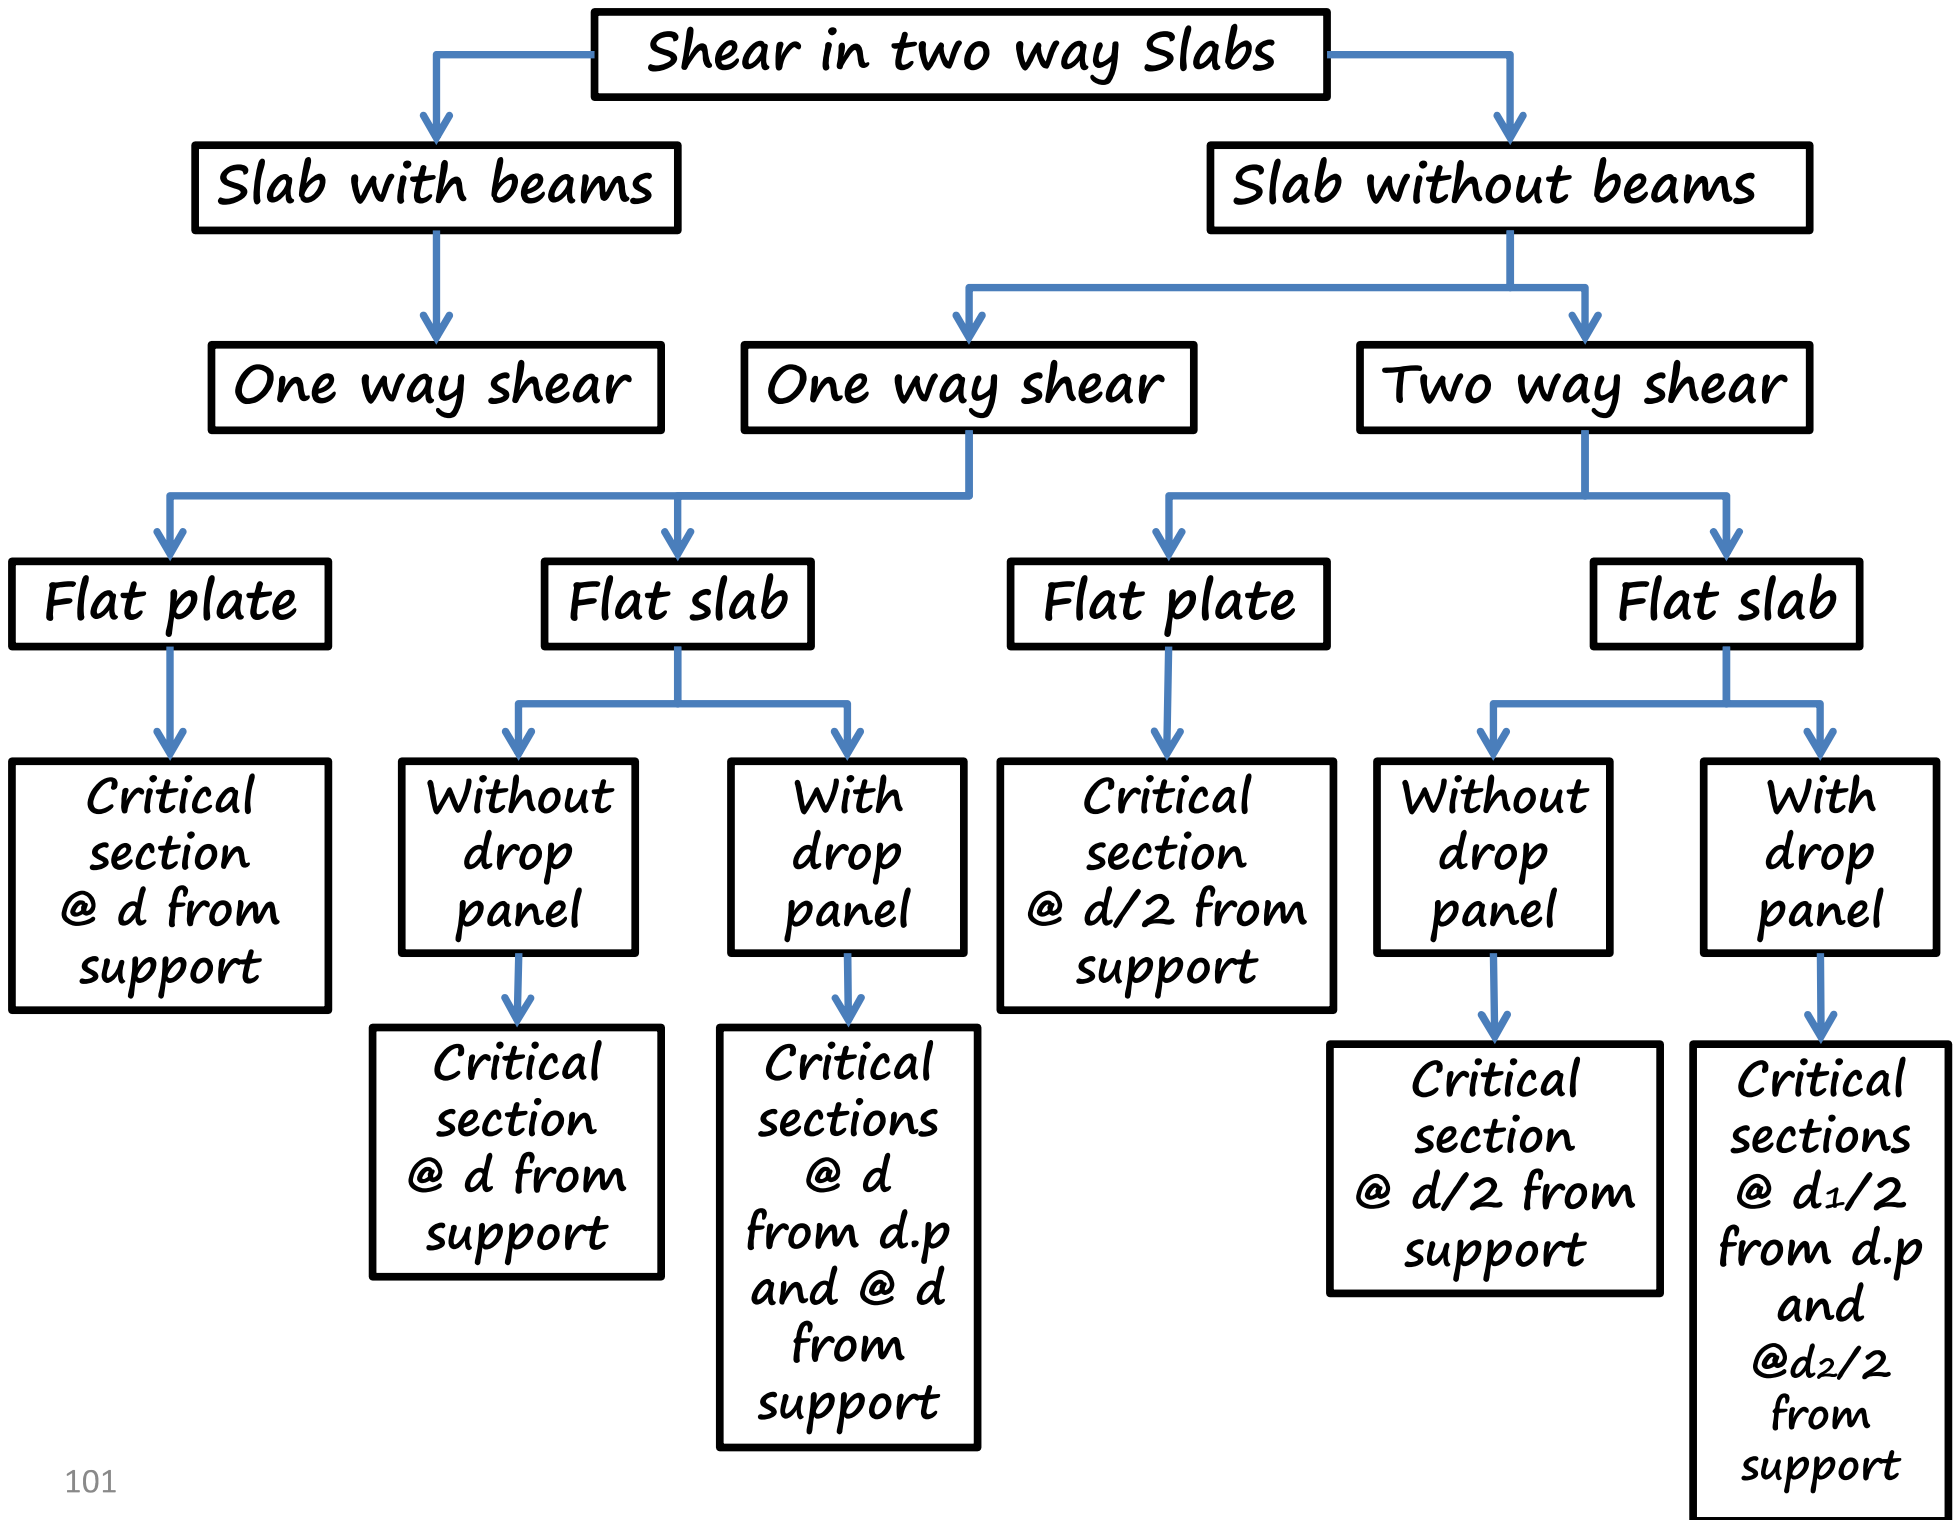 Shear in two way Slabs
Slab with beams
Slab without beams
One way shear
One way shear
Two way shear
Flat plate
Flat slab
Flat plate
Flat slab
Critical
section
@ d from
support
Without
drop
panel
With
drop
panel
Critical
section
@ d/2 from
support
Without
drop
panel
With
drop
panel
Critical
section
@ d from
support
Critical
sections
@ d
from d.p
and @ d
from
support
Critical
section
@ d/2 from
support
Critical
sections
@ d1/2
from d.p
and
@d2/2
from
support
101